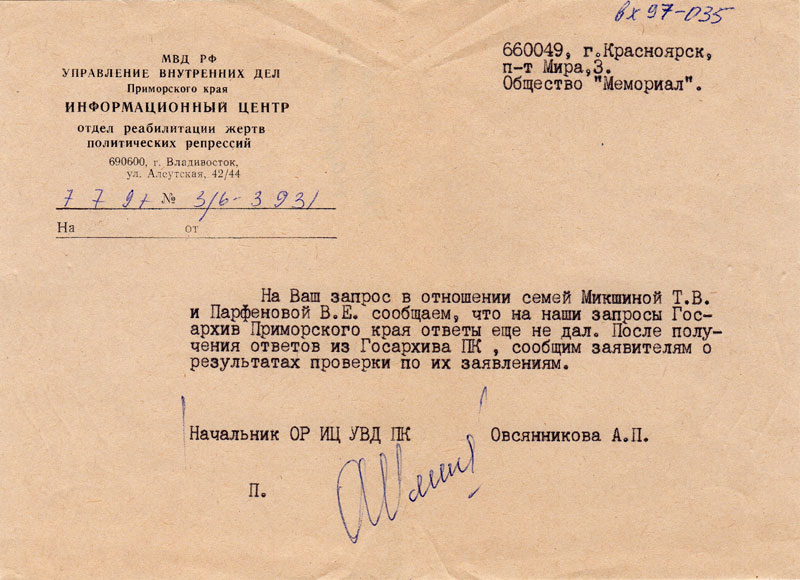 вх 97-035
МВД РФ
УПРАВЛЕНИЕ ВНУТРЕННИХ ДЕЛ
Приморского края
ИНФОРМАЦИОННЫЙ ЦЕНТР
отдел реабилитации жертв
политических репрессий
690600, г. Владивосток,
ул. Алеутская, 42/44
7 7 97 № 3/6-3931
На от
660049, г.Красноярск,
п-т Мира,3.
Общество "Мемориал".
На Ваш запрос в отношении семей Микшиной Т.В.
и Парфеновой В.Е. сообщаем, что на наши запросы Гос-
архив Приморского края ответы еще не дал. После полу-
чения ответов из Госархива ПК , сообщим заявителям о
результатах проверки по их заявлениям.
Начальник ОР ИЦ УВД ПК Овсянникова А.П.
П.